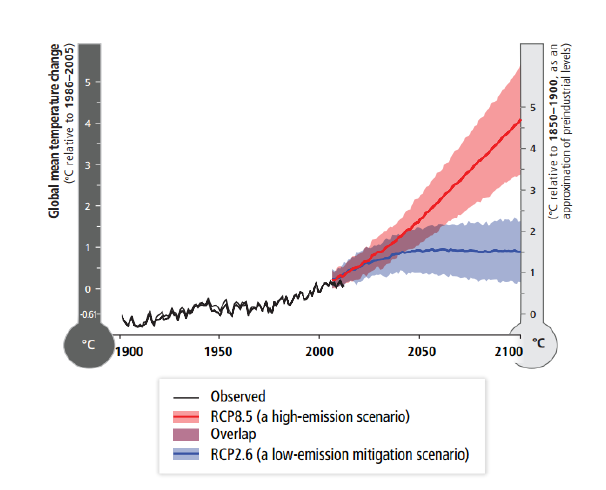 Global mean temperature change
(°C relative to 1986–2005)
5
4
3
2
1
0
-0.61
°C
(°C relative to 1850–1900, as an
approximation of preindustrial levels)
5
4
3
2
1
0
°C
1900
1950
2000
2050
2100
Observed
RCP8.5 (a high-emission scenario)
Overlap
RCP2.6 (a low-emission mitigation scenario)